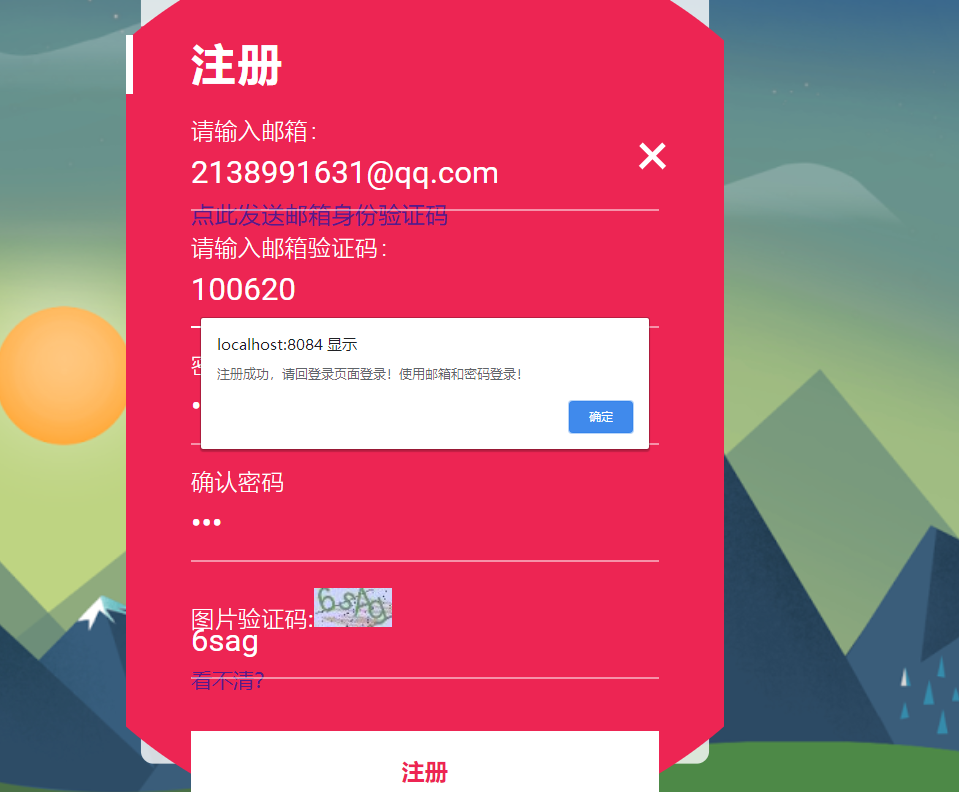 注册
请输入邮箱：
2138991631@qq.com
点此发送邮箱身份验证码
请输入邮箱验证码：
100620
localhost:8084 显示
注册成功，请回登录页面登录！使用邮箱和密码登录！
确定
确认密码
•••
图片验证码:
6sAg
6sag
看不清?
注册